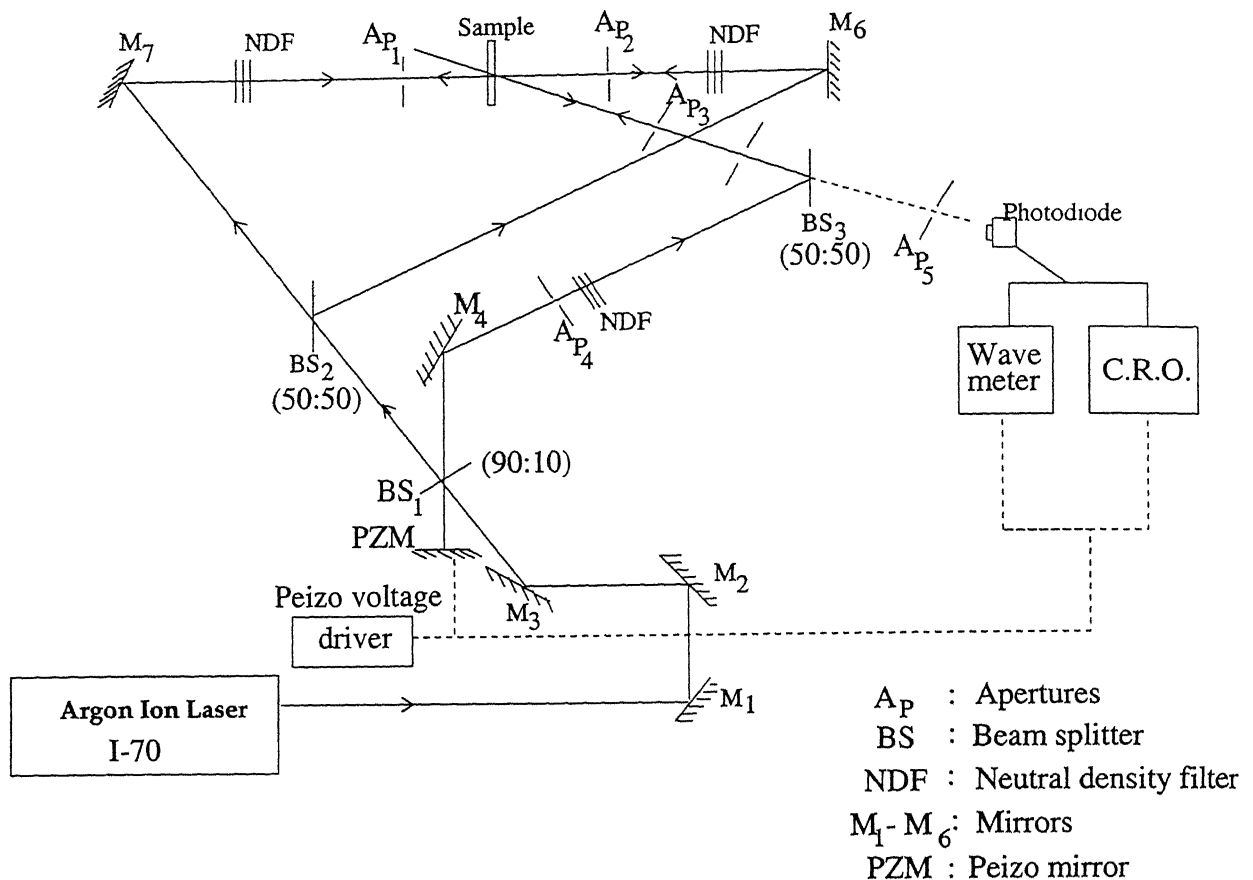 M6
Sample
AP2
M7
NDF
AP1
NDF
AP3
BS3
(50:50)
Photodiode
AP5
M4
NDF
AP4
BS2
(50:50)
Wave
meter
C.R.O.
(90:10)
BS1
PZM
M2
Peizo voltage
driver
M3
Argon Ion Laser
I-70
M1
AP : Apertures
BS : Beam splitter
NDF : Neutral density filter
M1- M6: Mirrors
PZM : Peizo mirror